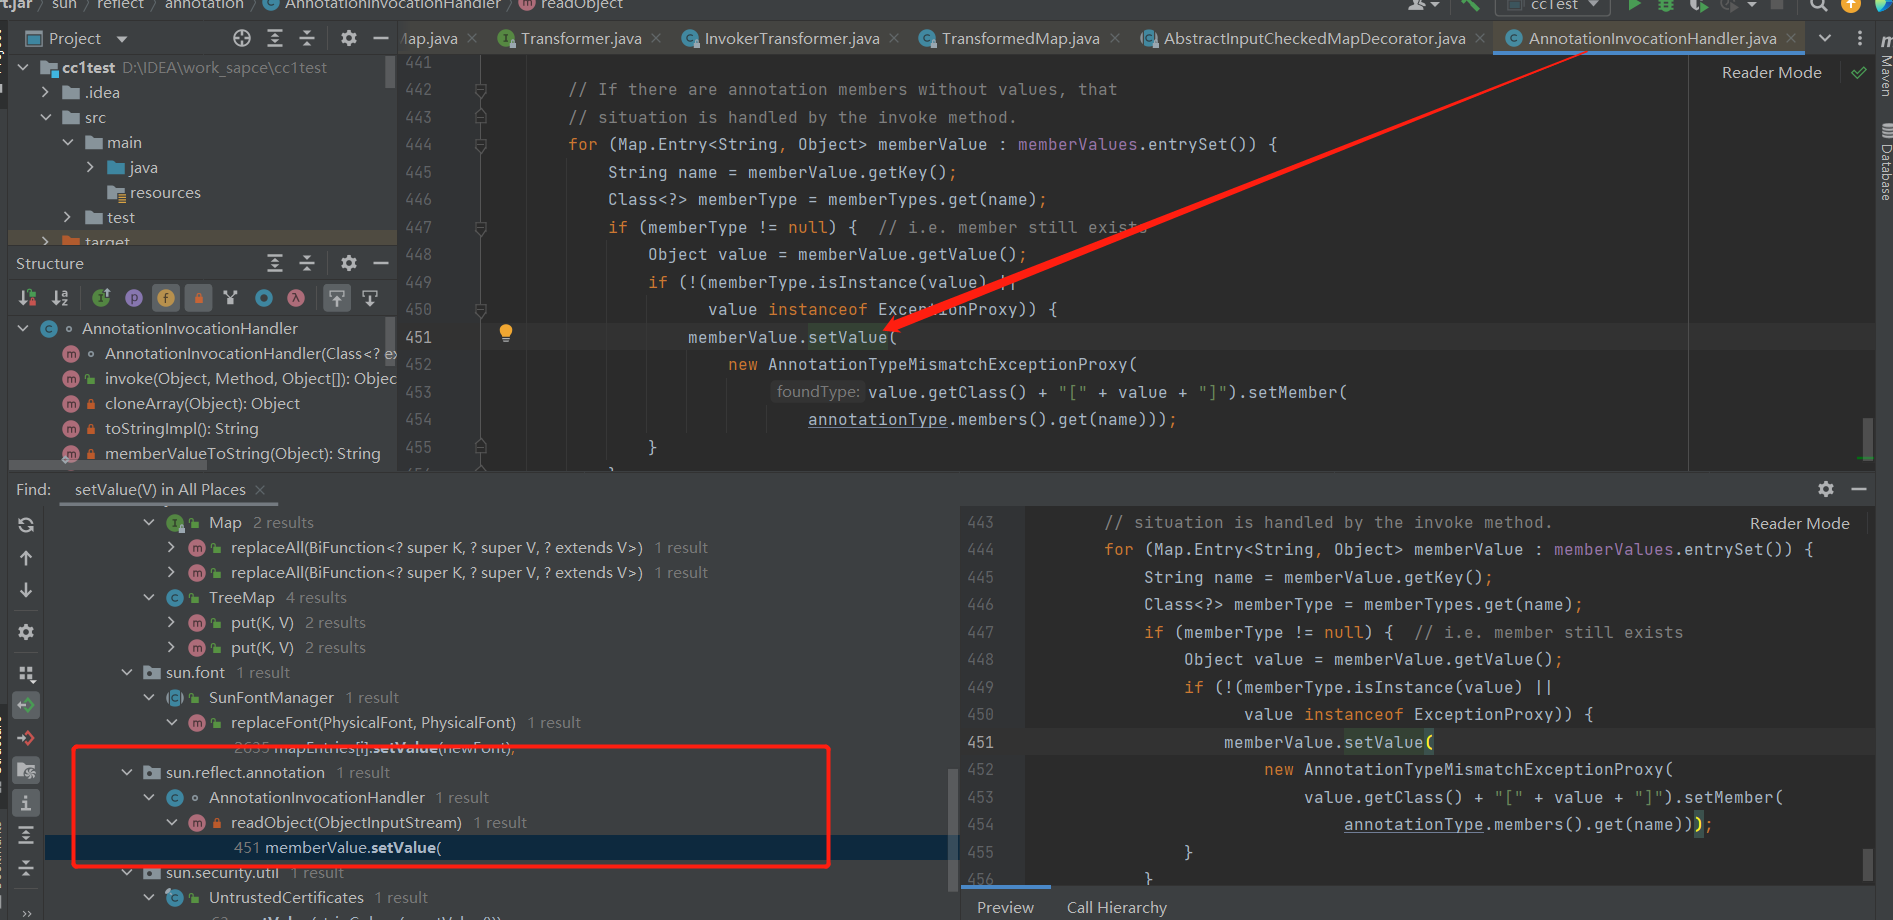 rt.jar sun reflect annotation AnnotationInvocationHandler readObject
ccTest
Project
Map.java Transformer.java InvokerTransformer.java TransformedMap.java AbstractInputCheckedMapDecorator.java AnnotationInvocationHandler.java
cc1test D:\IDEA\work_sapce\cc1test
.idea
src
main
java
resources
test
target
Structure
AnnotationInvocationHandler
AnnotationInvocationHandler(Class<? ex
invoke(Object, Method, Object[]): Objec
cloneArray(Object): Object
toStringImpl(): String
memberValueToString(Object): String
Reader Mode
441
442 // If there are annotation members without values, that
443 // situation is handled by the invoke method.
444 for (Map.Entry<String, Object> memberValue : memberValues.entrySet()) {
445 String name = memberValue.getKey();
446 Class<?> memberType = memberTypes.get(name);
447 if (memberType != null) { // i.e. member still exists
448 Object value = memberValue.getValue();
449 if (!(memberType.isInstance(value) ||
450 value instanceof ExceptionProxy)) {
451 memberValue.setValue(
452 new AnnotationTypeMismatchExceptionProxy(
453 foundType: value.getClass() + "[" + value + "]").setMember(
454 annotationType.members().get(name)));
455 }
Maven
Database
Find: setValue(V) in All Places
Map 2 results
replaceAll(BiFunction<? super K, ? super V, ? extends V>) 1 result
replaceAll(BiFunction<? super K, ? super V, ? extends V>) 1 result
TreeMap 4 results
put(K, V) 2 results
put(K, V) 2 results
sun.font 1 result
SunFontManager 1 result
replaceFont(PhysicalFont, PhysicalFont) 1 result
2635 mapEntries[i].setValue(newFont);
sun.reflect.annotation 1 result
AnnotationInvocationHandler 1 result
readObject(ObjectInputStream) 1 result
451 memberValue.setValue(
sun.security.util 1 result
UntrustedCertificates 1 result
Reader Mode
443 // situation is handled by the invoke method.
444 for (Map.Entry<String, Object> memberValue : memberValues.entrySet()) {
445 String name = memberValue.getKey();
446 Class<?> memberType = memberTypes.get(name);
447 if (memberType != null) { // i.e. member still exists
448 Object value = memberValue.getValue();
449 if (!(memberType.isInstance(value) ||
450 value instanceof ExceptionProxy)) {
451 memberValue.setValue(
452 new AnnotationTypeMismatchExceptionProxy(
453 value.getClass() + "[" + value + "]").setMember(
454 annotationType.members().get(name)));
455 }
456 }
Preview Call Hierarchy